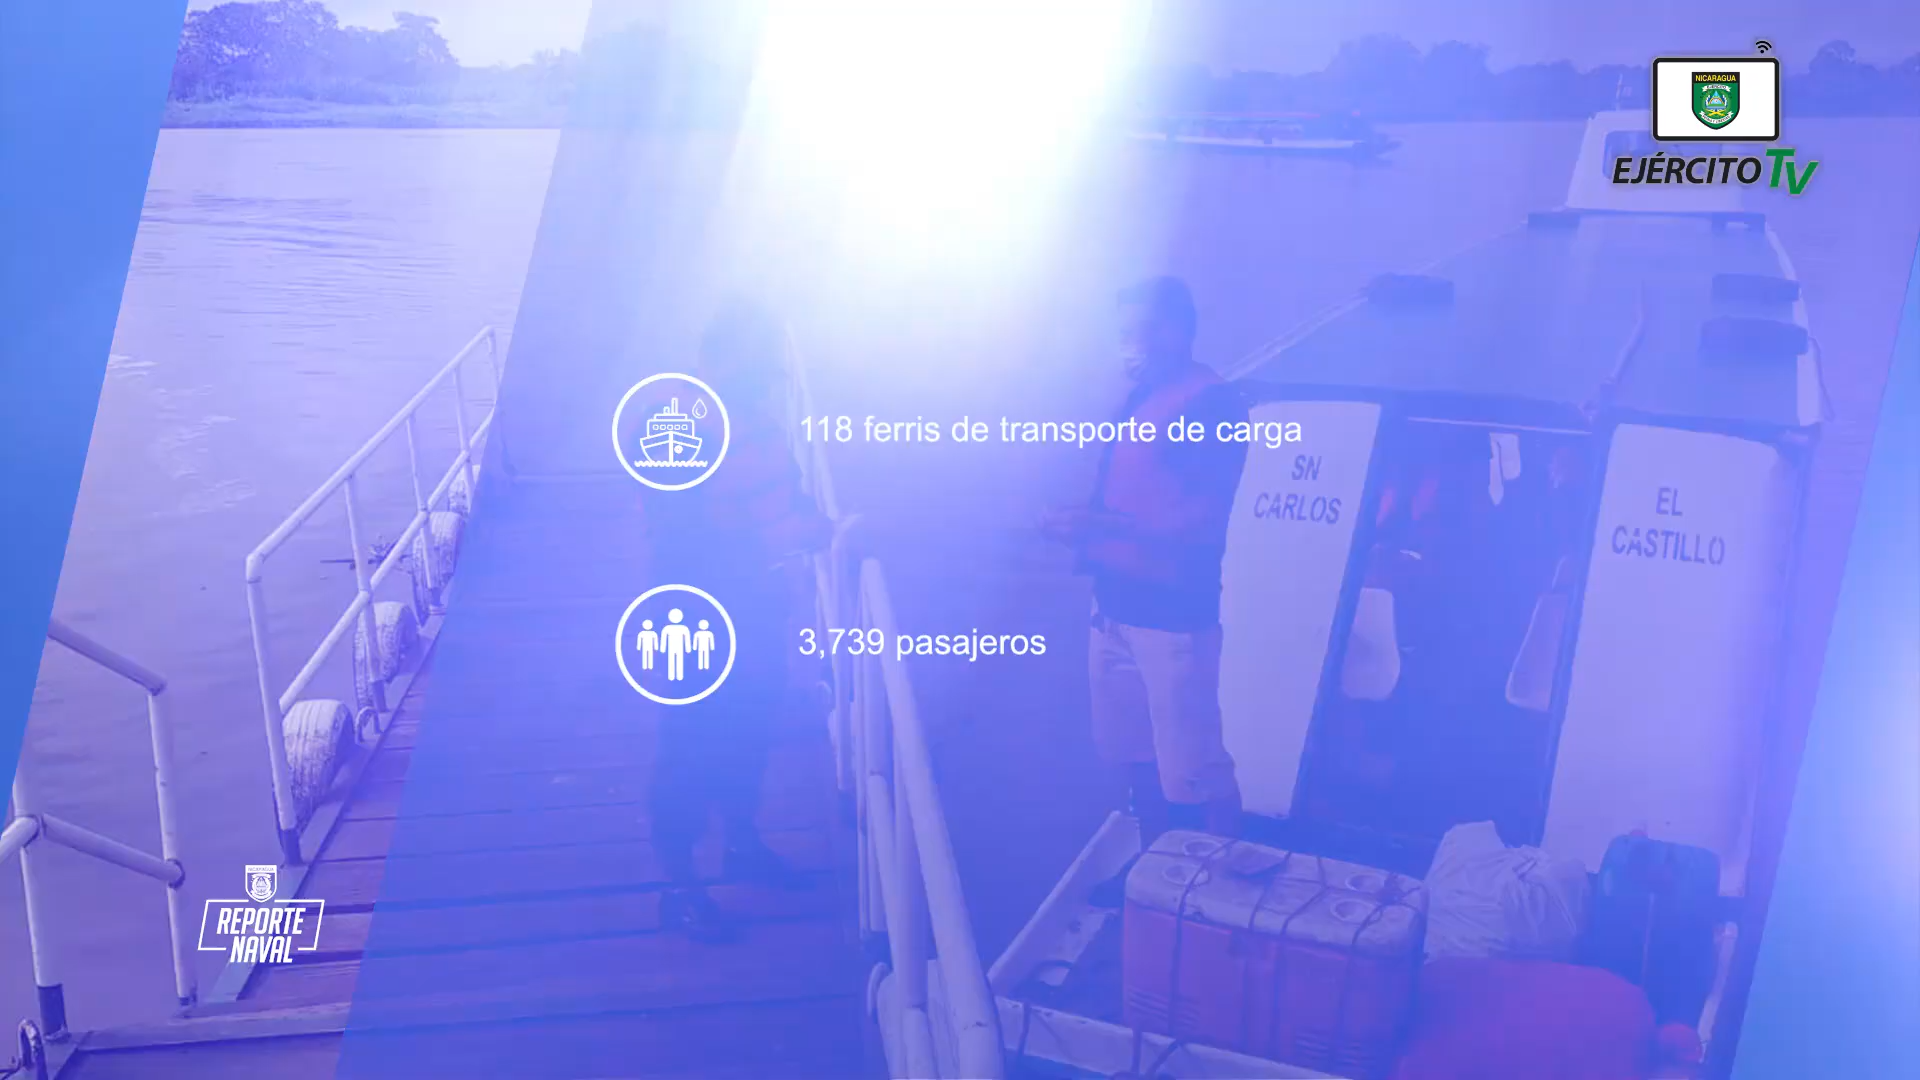 NICARAGUA
EJÉRCITO TV
118 ferris de transporte de carga
SN
CARLOS
EL
CASTILLO
3,739 pasajeros
REPORTE
NAVAL